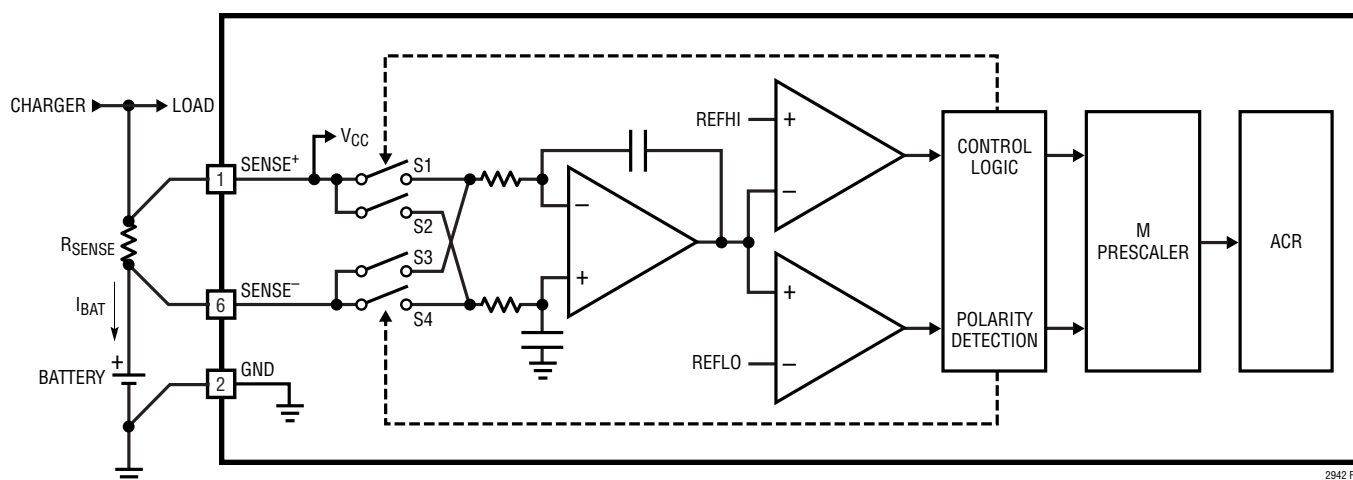 CHARGER
LOAD
VCC
1
SENSE+
S1
S2
RSENSE
S3
S4
IBAT
6
SENSE–
+
BATTERY
2
GND
–
+
REFHI
+
–
+
REFLO
–
CONTROL
LOGIC
POLARITY
DETECTION
M
PRESCALER
ACR
2942 F